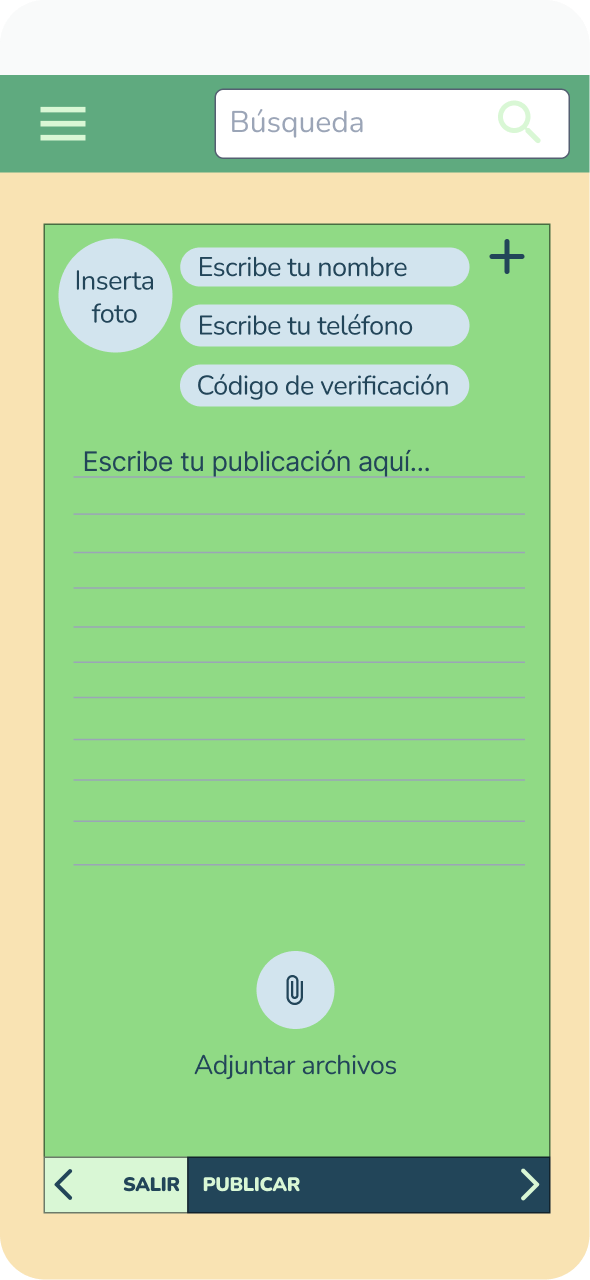 Búsqueda
Inserta
foto
Escribe tu nombre
Escribe tu teléfono
Código de verificación
Escribe tu publicación aquí...
Adjuntar archivos
SALIR
PUBLICAR